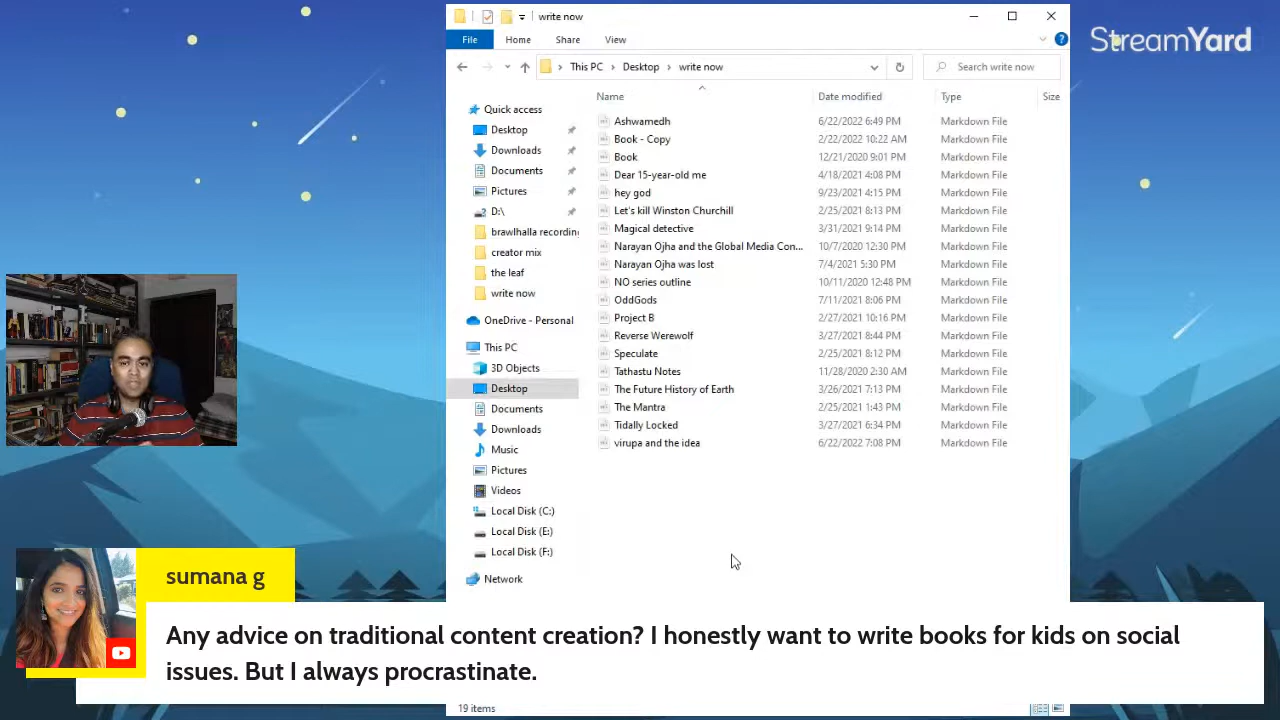 write now
StreamYard
File Home Share View
This PC > Desktop > write now
Search write now
Name Date modified Type Size
Quick access
Desktop
Downloads
Documents
Pictures
D:\
brawlhalla recording
creator mix
the leaf
write now
OneDrive - Personal
This PC
3D Objects
Desktop
Documents
Downloads
Music
Pictures
Videos
Local Disk (C:)
Local Disk (E:)
Local Disk (F:)
Network
Ashwamedh 6/22/2022 6:49 PM Markdown File
Book - Copy 2/22/2022 10:22 AM Markdown File
Book 12/21/2020 9:01 PM Markdown File
Dear 15-year-old me 4/18/2021 4:08 PM Markdown File
hey god 9/23/2021 4:15 PM Markdown File
Let's kill Winston Churchill 2/25/2021 8:13 PM Markdown File
Magical detective 3/31/2021 9:14 PM Markdown File
Narayan Ojha and the Global Media Con... 10/7/2020 12:30 PM Markdown File
Narayan Ojha was lost 7/4/2021 5:30 PM Markdown File
NO series outline 10/11/2020 12:48 PM Markdown File
OddGods 7/11/2021 8:06 PM Markdown File
Project B 2/27/2021 10:16 PM Markdown File
Reverse Werewolf 3/27/2021 8:44 PM Markdown File
Speculate 2/25/2021 8:12 PM Markdown File
Tathastu Notes 11/28/2020 2:30 AM Markdown File
The Future History of Earth 3/26/2021 7:13 PM Markdown File
The Mantra 2/25/2021 1:43 PM Markdown File
Tidally Locked 3/27/2021 6:34 PM Markdown File
virupa and the idea 6/22/2022 7:08 PM Markdown File
sumana g
Any advice on traditional content creation? I honestly want to write books for kids on social
issues. But I always procrastinate.
19 items